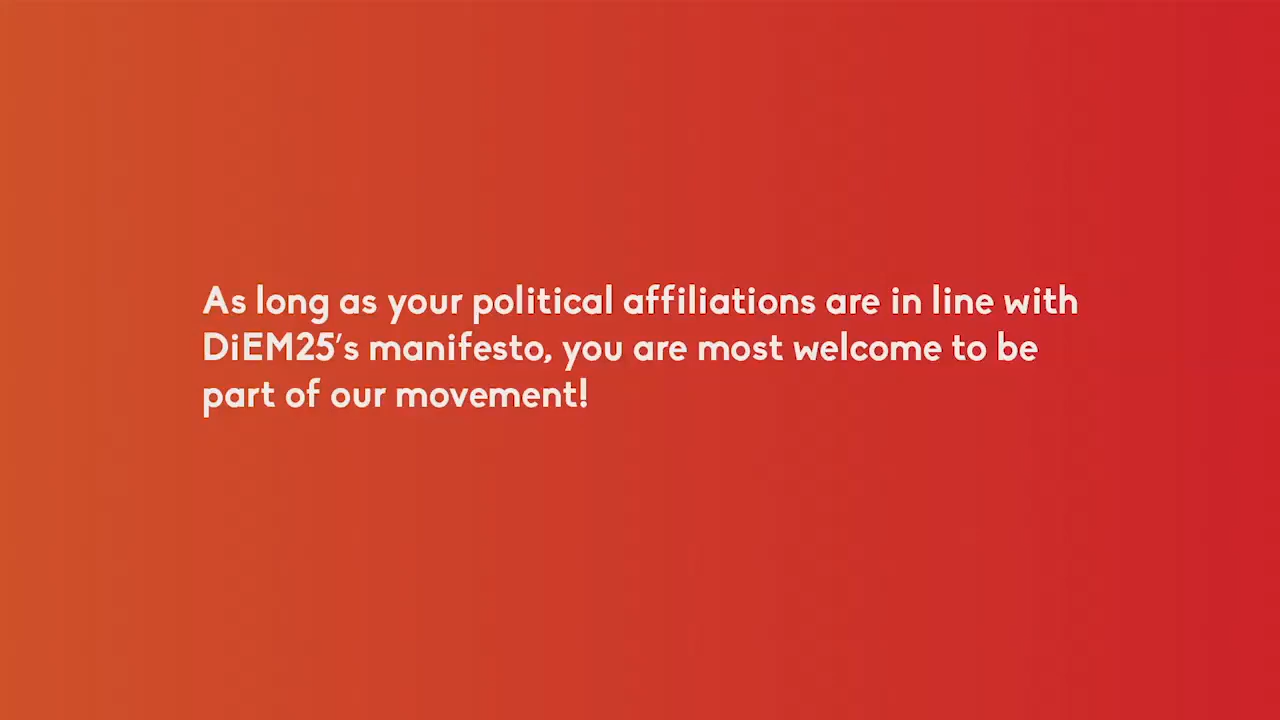 As long as your political affiliations are in line with
DiEM25's manifesto, you are most welcome to be
part of our movement!